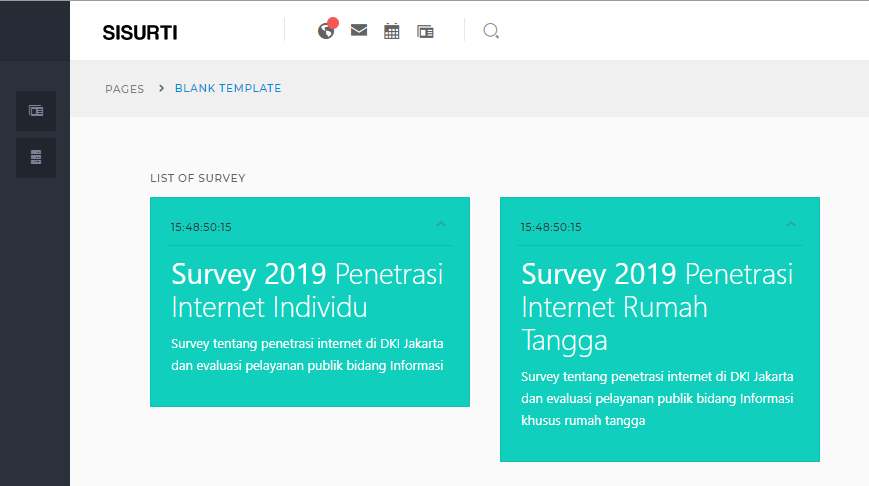 SISURTI
PAGES > BLANK TEMPLATE
LIST OF SURVEY
15:48:50:15
Survey 2019 Penetrasi
Internet Individu
Survey tentang penetrasi internet di DKI Jakarta
dan evaluasi pelayanan publik bidang Informasi
15:48:50:15
Survey 2019 Penetrasi
Internet Rumah
Tangga
Survey tentang penetrasi internet di DKI Jakarta
dan evaluasi pelayanan publik bidang Informasi
khusus rumah tangga